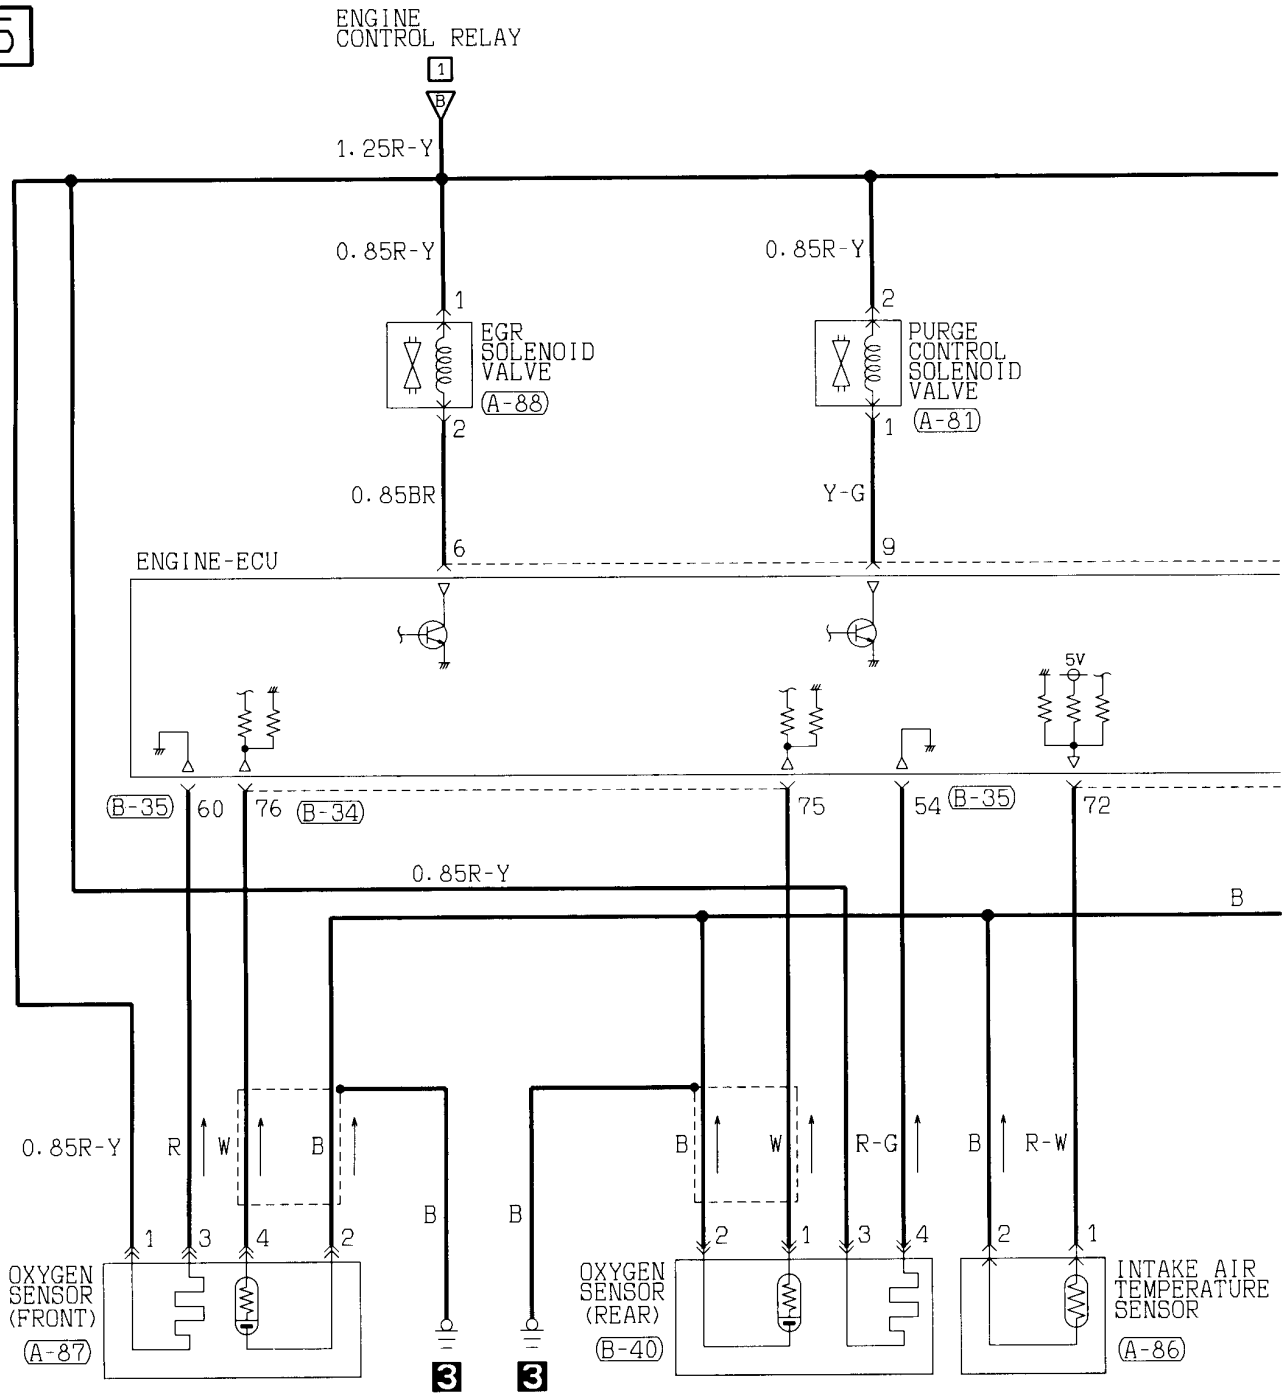 5
ENGINE
CONTROL RELAY
1
B
1.25R-Y
0.85R-Y
0.85R-Y
1
2
EGR
SOLENOID
VALVE
A-88
PURGE
CONTROL
SOLENOID
VALVE
A-81
2
1
0.85BR
Y-G
6
9
ENGINE-ECU
5V
B-35
60
76
B-34
75
54
B-35
72
0.85R-Y
B
0.85R-Y
R
W
B
B
B
B
W
R-G
B
R-W
1
3
4
2
2
1
3
4
2
1
OXYGEN
SENSOR
(FRONT)
A-87
3
3
OXYGEN
SENSOR
(REAR)
B-40
INTAKE AIR
TEMPERATURE
SENSOR
A-86